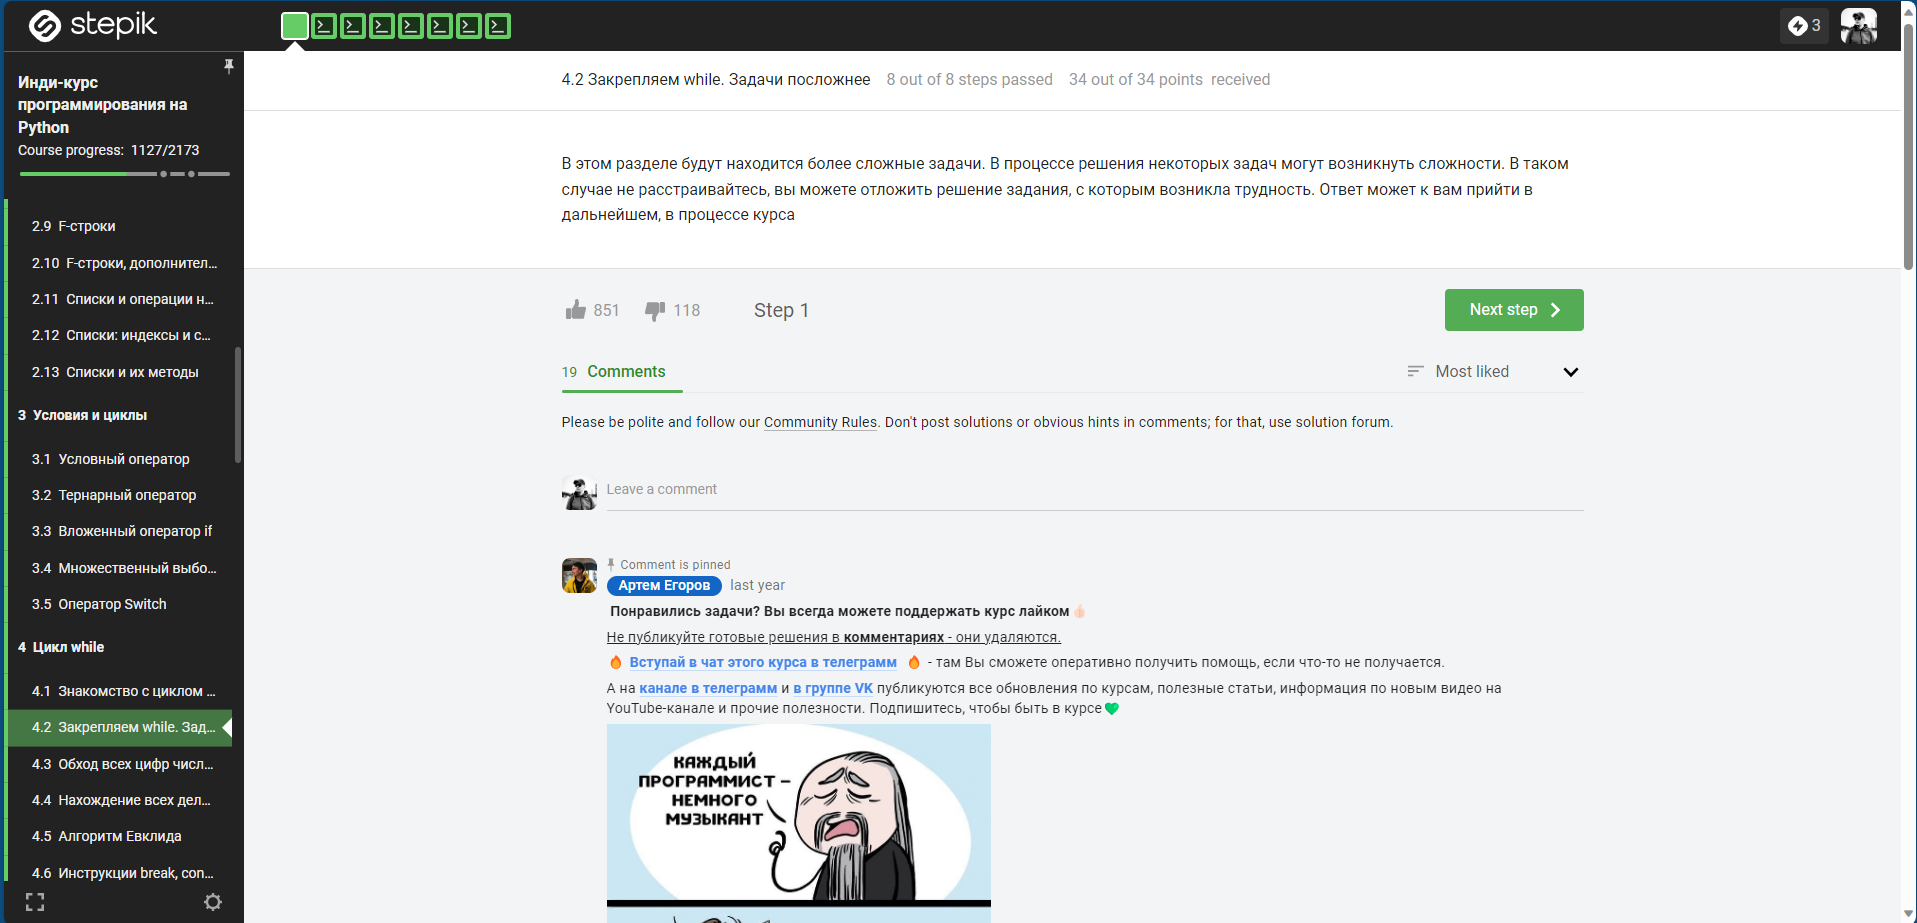 stepik
3
Инди-курс
программирования на
Python
Course progress: 1127/2173
2.9 F-строки
2.10 F-строки, дополнител...
2.11 Списки и операции н...
2.12 Списки: индексы и с...
2.13 Списки и их методы
3 Условия и циклы
3.1 Условный оператор
3.2 Тернарный оператор
3.3 Вложенный оператор if
3.4 Множественный выбо...
3.5 Оператор Switch
4 Цикл while
4.1 Знакомство с циклом ...
4.2 Закрепляем while. Зад...
4.3 Обход всех цифр числ...
4.4 Нахождение всех дел...
4.5 Алгоритм Евклида
4.6 Инструкции break, con...
4.2 Закрепляем while. Задачи посложнее 8 out of 8 steps passed 34 out of 34 points received
В этом разделе будут находится более сложные задачи. В процессе решения некоторых задач могут возникнуть сложности. В таком
случае не расстраивайтесь, вы можете отложить решение задания, с которым возникла трудность. Ответ может к вам прийти в
дальнейшем, в процессе курса
851 118 Step 1 Next step
19 Comments Most liked
Please be polite and follow our Community Rules. Don't post solutions or obvious hints in comments; for that, use solution forum.
Leave a comment
Comment is pinned
Артем Егоров last year
Понравились задачи? Вы всегда можете поддержать курс лайком
Не публикуйте готовые решения в комментариях - они удаляются.
Вступай в чат этого курса в телеграмм - там Вы сможете оперативно получить помощь, если что-то не получается.
А на канале в телеграмм и в группе VK публикуются все обновления по курсам, полезные статьи, информация по новым видео на
YouTube-канале и прочие полезности. Подпишитесь, чтобы быть в курсе
КАЖДЫЙ
ПРОГРАММИСТ –
НЕМНОГО
МУЗЫКАНТ